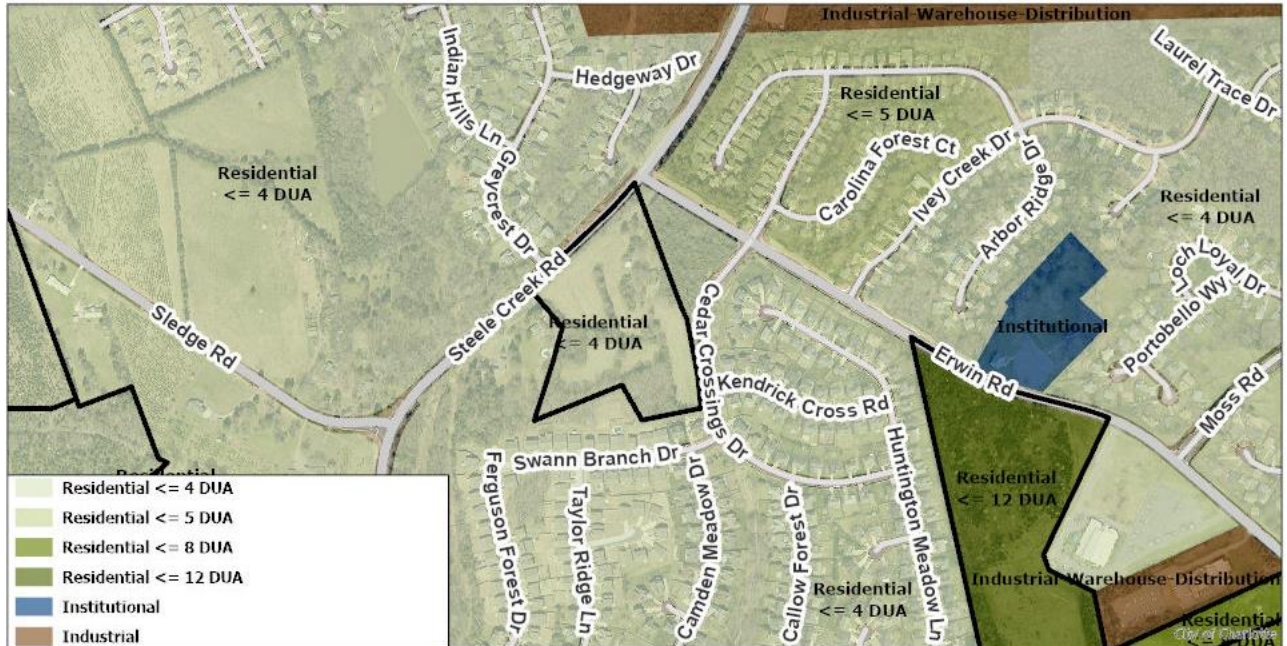 Industrial-Warehouse-Distribution
Laurel Trace Dr
Indian Hills Ln
Hedgeway Dr
Residential
<= 5 DUA
Residential
<= 4 DUA
Greycrest Dr
Carolina Forest Ct
Ivey Creek Dr
Arbor Ridge Dr
Residential
<= 4 DUA
Loch Loyal Dr
Portobello Wy
Sledge Rd
Steele Creek Rd
Residential
<= 4 DUA
Cedar Crossings Dr
Institutional
Erwin Rd
Moss Rd
Kendrick Cross Rd
Huntington Meadow Ln
Swann Branch Dr
Ferguson Forest Dr
Taylor Ridge Ln
Camden Meadow Dr
Callow Forest Dr
Residential
<= 12 DUA
Residential
<= 4 DUA
Industrial-Warehouse-Distribution
Residential
Residential
City of Charlotte
Residential <= 4 DUA
Residential <= 5 DUA
Residential <= 8 DUA
Residential <= 12 DUA
Institutional
Industrial